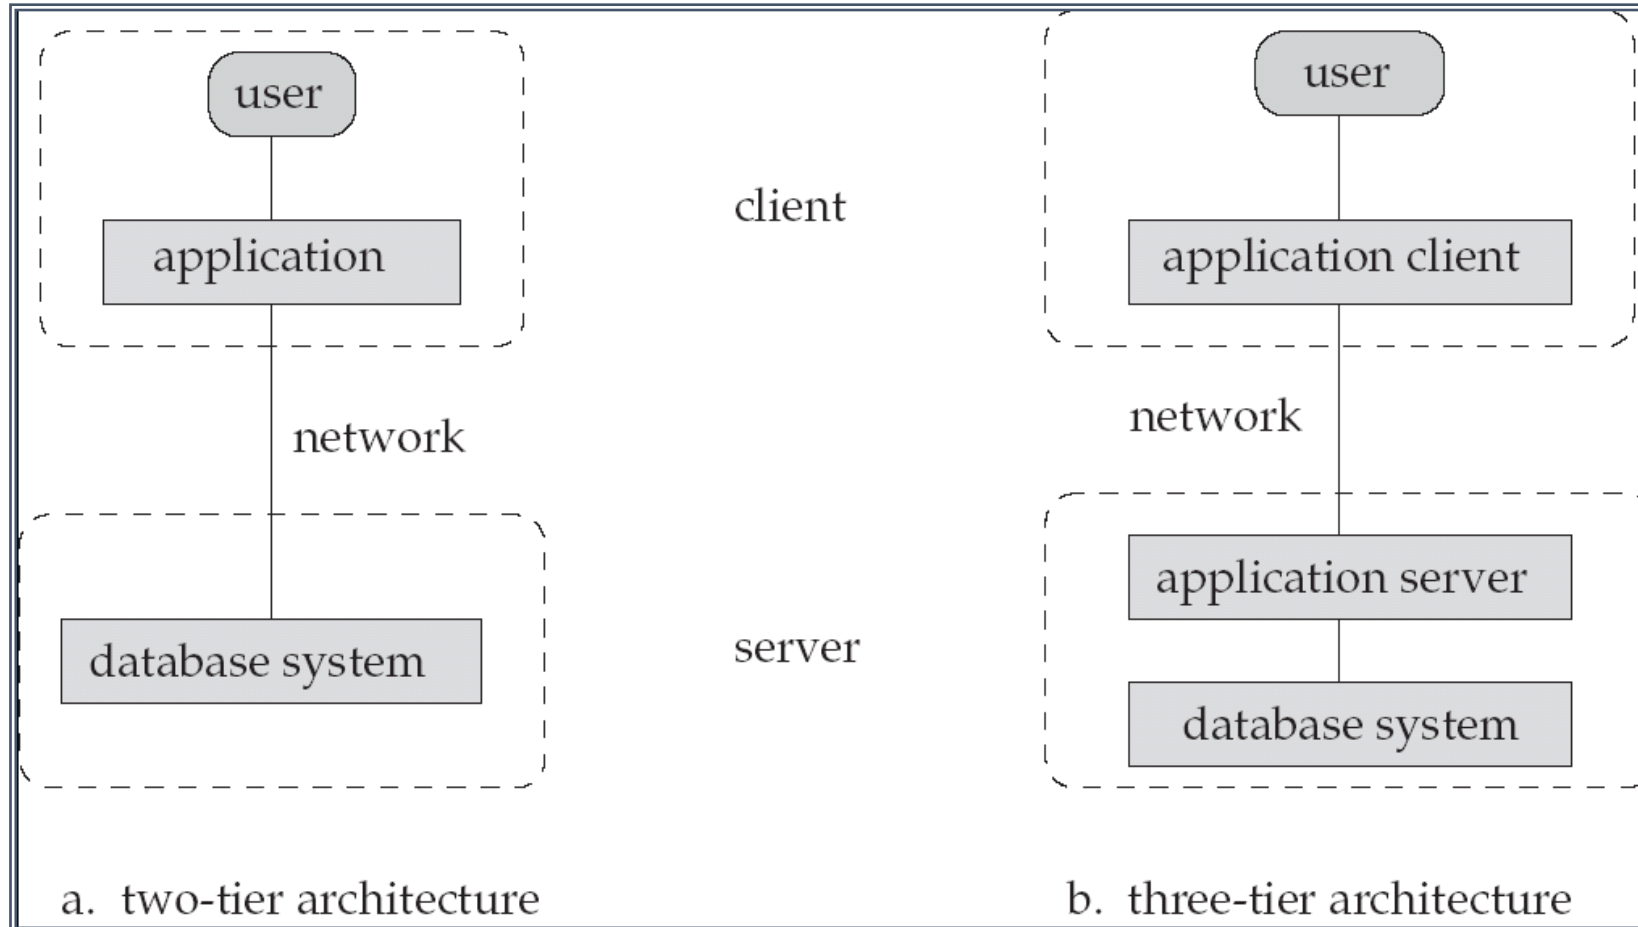 user
application
network
database system
client
server
user
application client
network
application server
database system
a. two-tier architecture
b. three-tier architecture